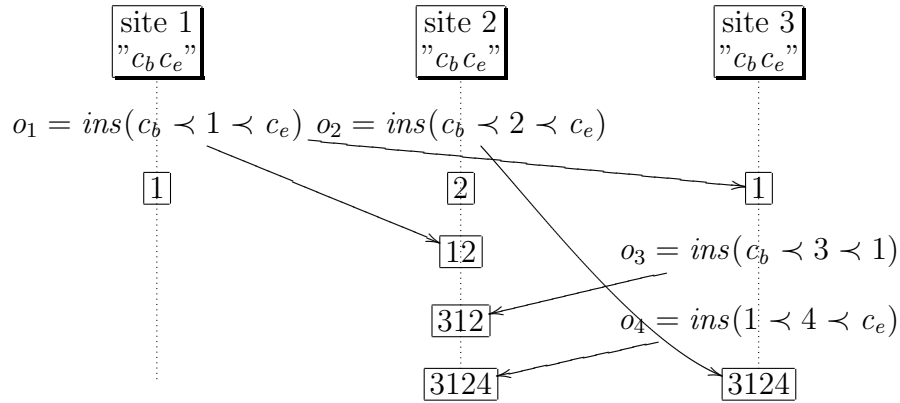 site 1
"c_b c_e"
site 2
"c_b c_e"
site 3
"c_b c_e"
o_1 = ins(c_b ≺ 1 ≺ c_e)
o_2 = ins(c_b ≺ 2 ≺ c_e)
1
2
1
12
o_3 = ins(c_b ≺ 3 ≺ 1)
312
o_4 = ins(1 ≺ 4 ≺ c_e)
3124
3124